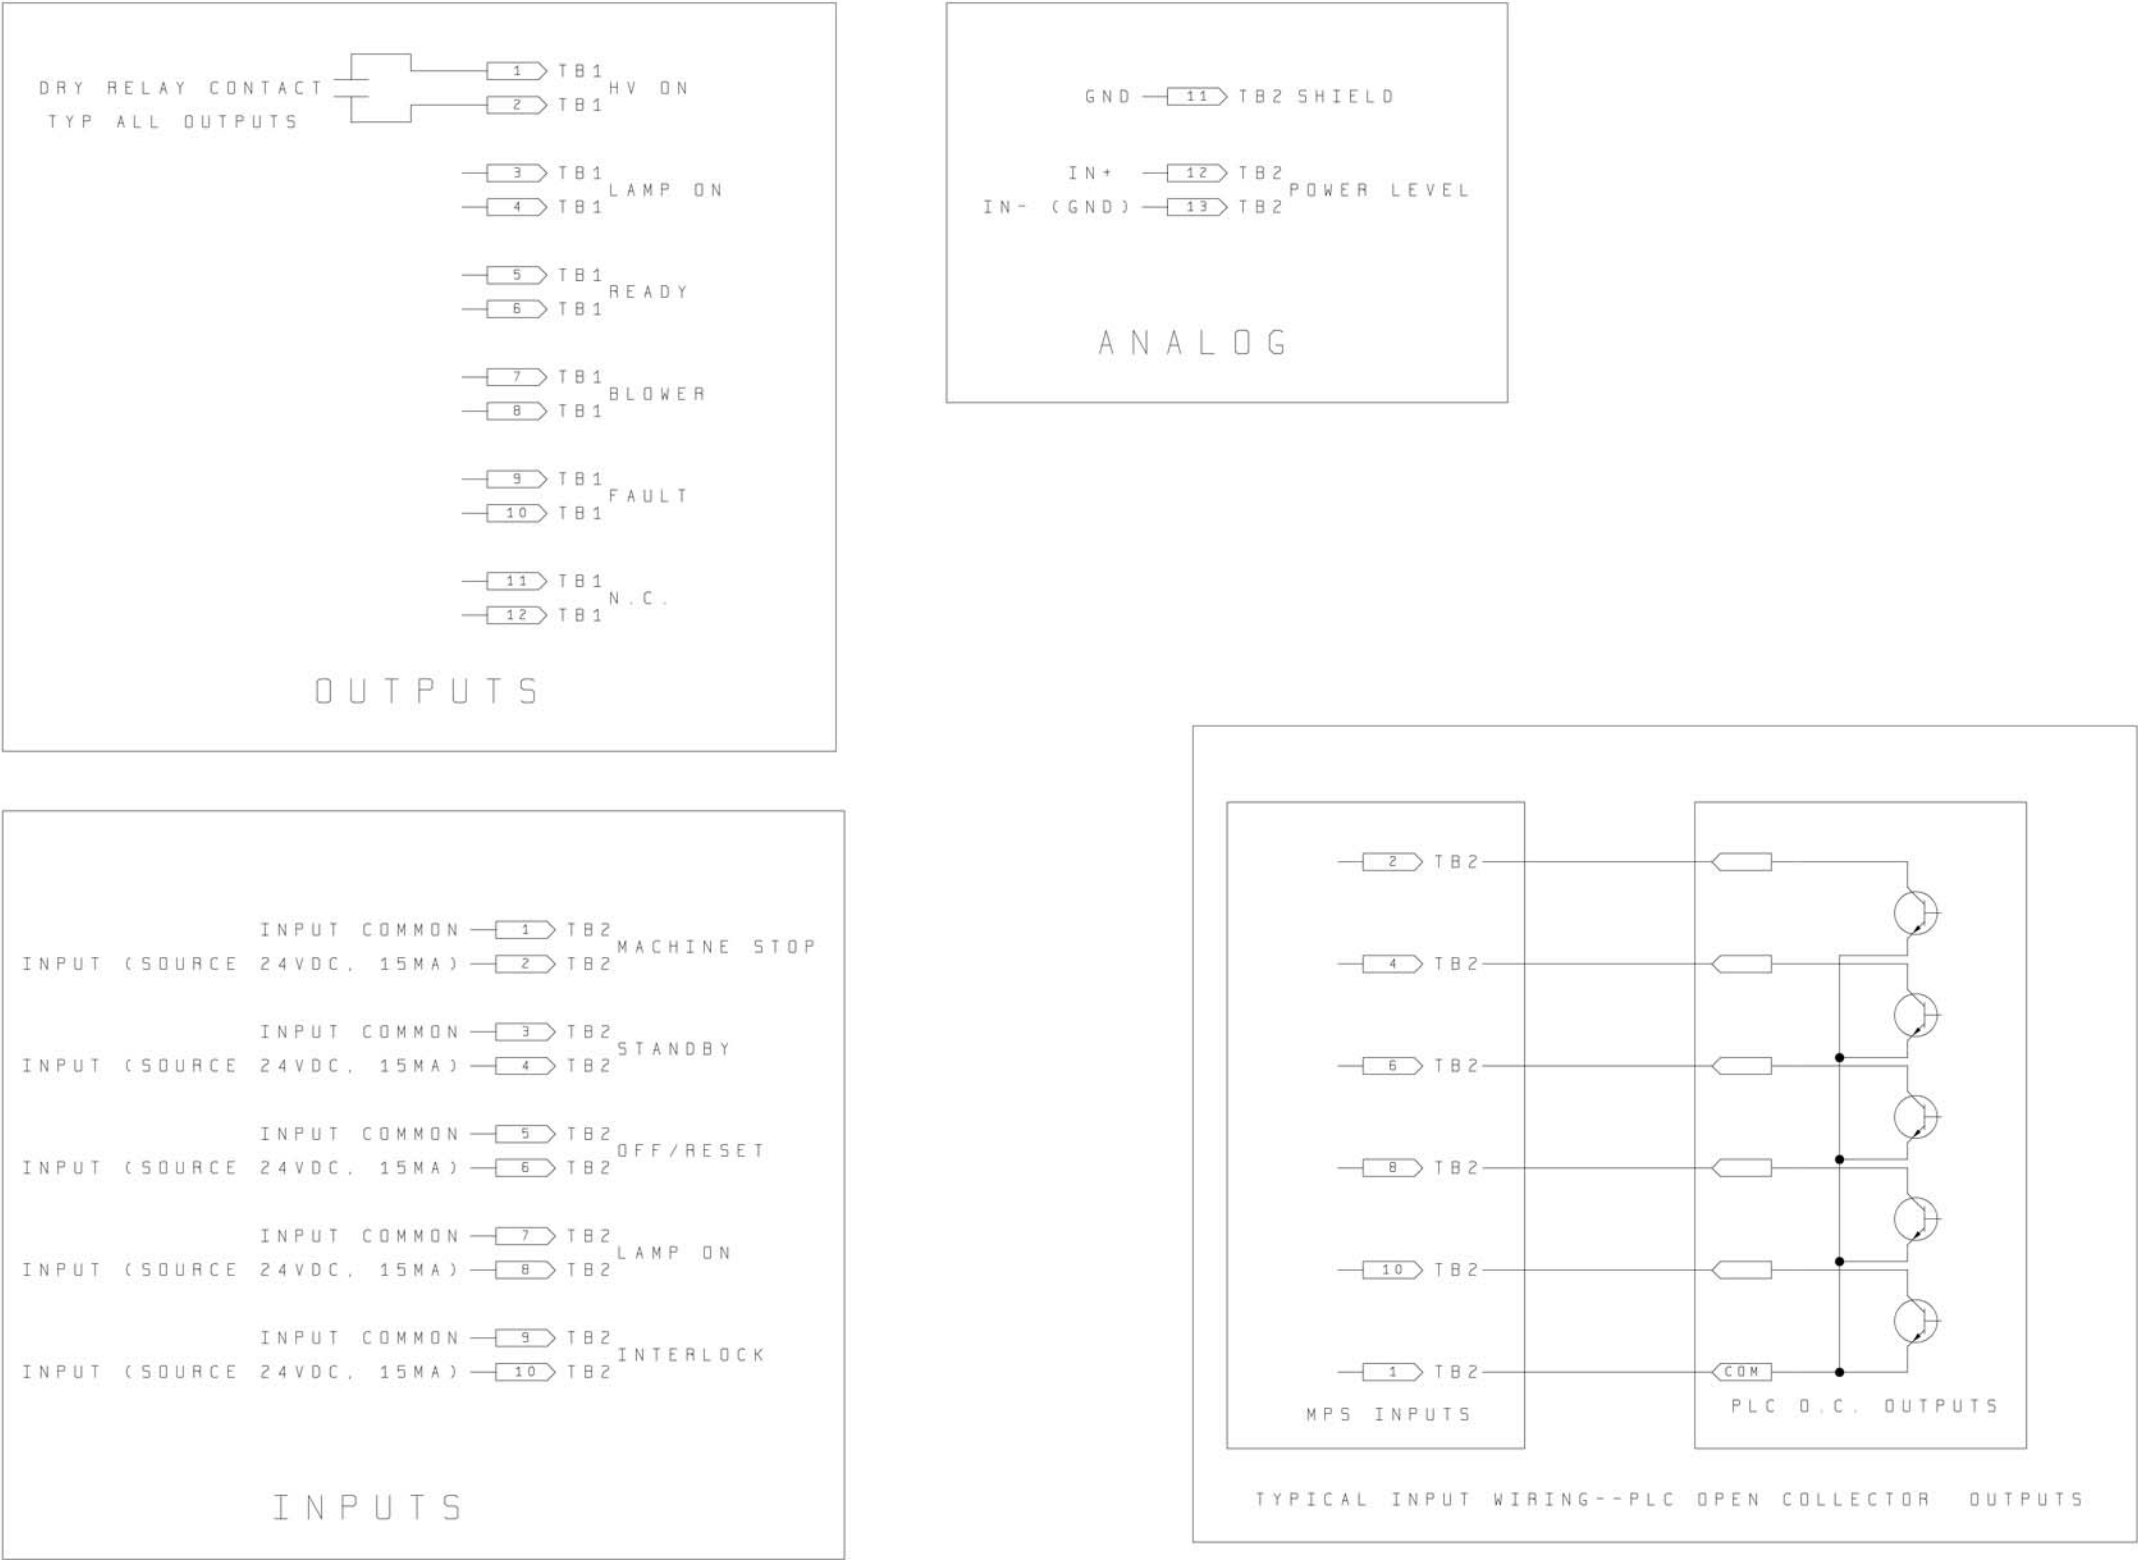 1 TB1
DRY RELAY CONTACT HV ON
2 TB1
TYP ALL OUTPUTS
3 TB1
LAMP ON
4 TB1
5 TB1
READY
6 TB1
7 TB1
BLOWER
8 TB1
9 TB1
FAULT
10 TB1
11 TB1
N.C.
12 TB1
OUTPUTS
GND 11 TB2 SHIELD
IN+ 12 TB2
POWER LEVEL
IN- (GND) 13 TB2
ANALOG
INPUT COMMON 1 TB2
MACHINE STOP
INPUT (SOURCE 24VDC, 15MA) 2 TB2
INPUT COMMON 3 TB2
STANDBY
INPUT (SOURCE 24VDC, 15MA) 4 TB2
INPUT COMMON 5 TB2
OFF/RESET
INPUT (SOURCE 24VDC, 15MA) 6 TB2
INPUT COMMON 7 TB2
LAMP ON
INPUT (SOURCE 24VDC, 15MA) 8 TB2
INPUT COMMON 9 TB2
INTERLOCK
INPUT (SOURCE 24VDC, 15MA) 10 TB2
INPUTS
2 TB2
4 TB2
6 TB2
8 TB2
10 TB2
1 TB2 COM
MPS INPUTS
PLC O.C. OUTPUTS
TYPICAL INPUT WIRING--PLC OPEN COLLECTOR OUTPUTS